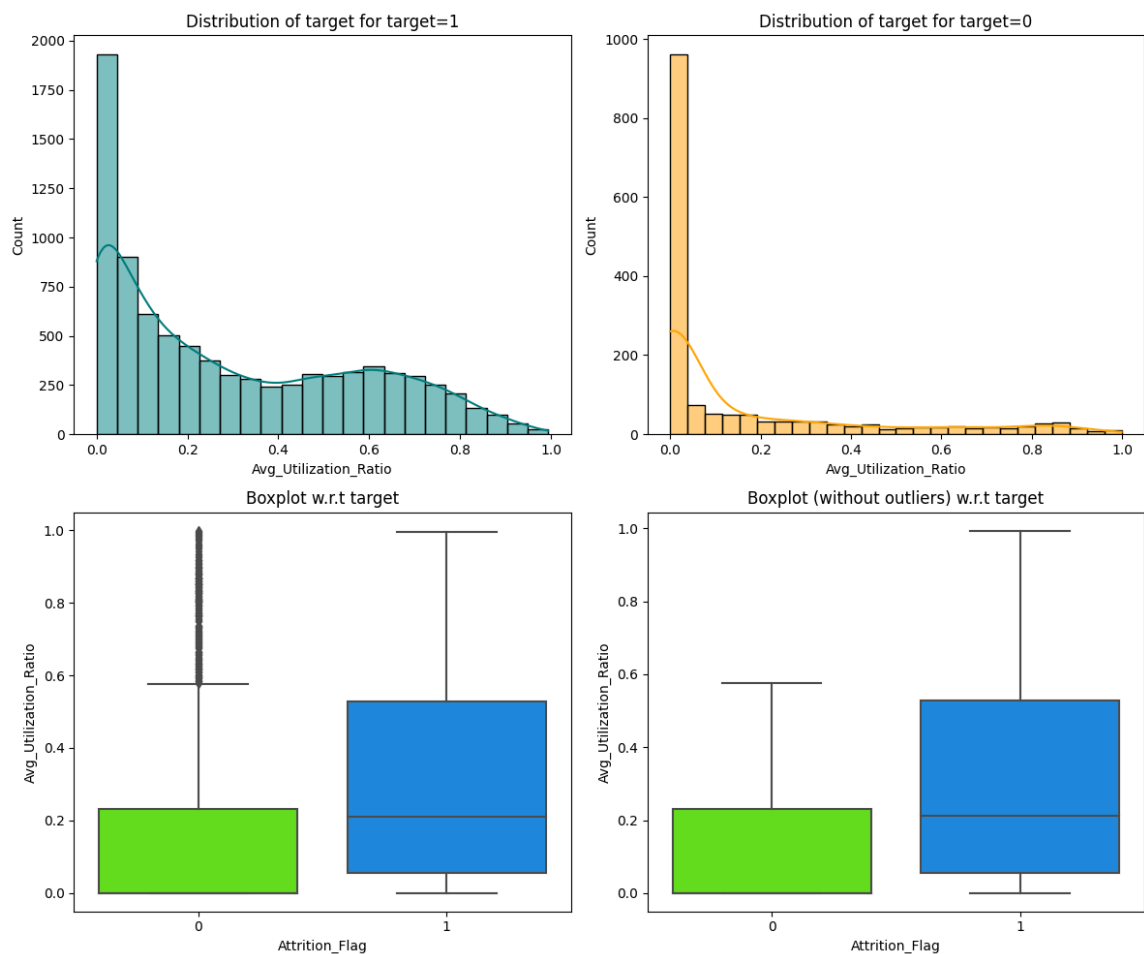 Distribution of target for target=1
2000
1750
1500
1250
1000
750
500
250
0
Count
0.0 0.2 0.4 0.6 0.8 1.0
Avg_Utilization_Ratio
Distribution of target for target=0
1000
800
600
400
200
0
Count
0.0 0.2 0.4 0.6 0.8 1.0
Avg_Utilization_Ratio
Boxplot w.r.t target
1.0
0.8
0.6
0.4
0.2
0.0
Avg_Utilization_Ratio
0 1
Attrition_Flag
Boxplot (without outliers) w.r.t target
1.0
0.8
0.6
0.4
0.2
0.0
Avg_Utilization_Ratio
0 1
Attrition_Flag